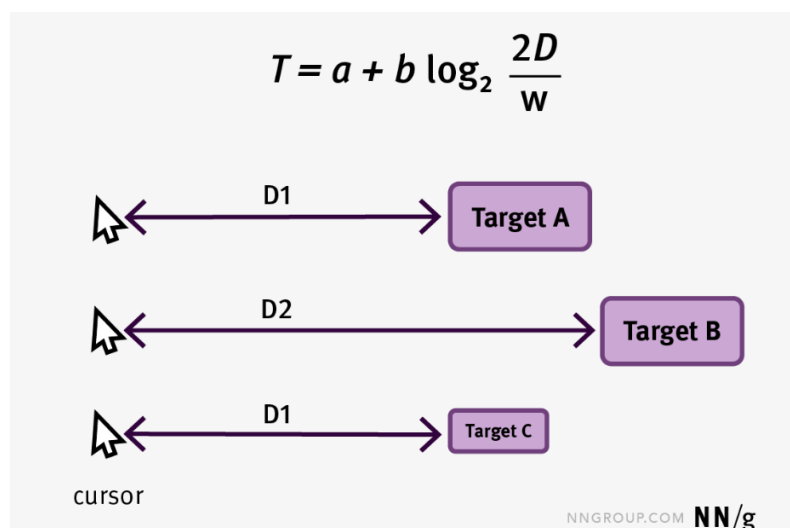 T = a + b log₂ 2D/w
D1
Target A
D2
Target B
D1
Target C
cursor
NNGROUP.COM NN/g